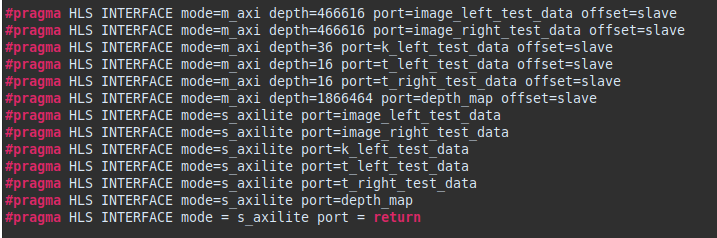 #pragma HLS INTERFACE mode=m_axi depth=466616 port=image_left_test_data offset=slave
#pragma HLS INTERFACE mode=m_axi depth=466616 port=image_right_test_data offset=slave
#pragma HLS INTERFACE mode=m_axi depth=36 port=k_left_test_data offset=slave
#pragma HLS INTERFACE mode=m_axi depth=16 port=t_left_test_data offset=slave
#pragma HLS INTERFACE mode=m_axi depth=16 port=t_right_test_data offset=slave
#pragma HLS INTERFACE mode=m_axi depth=1866464 port=depth_map offset=slave
#pragma HLS INTERFACE mode=s_axilite port=image_left_test_data
#pragma HLS INTERFACE mode=s_axilite port=image_right_test_data
#pragma HLS INTERFACE mode=s_axilite port=k_left_test_data
#pragma HLS INTERFACE mode=s_axilite port=t_left_test_data
#pragma HLS INTERFACE mode=s_axilite port=t_right_test_data
#pragma HLS INTERFACE mode=s_axilite port=depth_map
#pragma HLS INTERFACE mode = s_axilite port = return